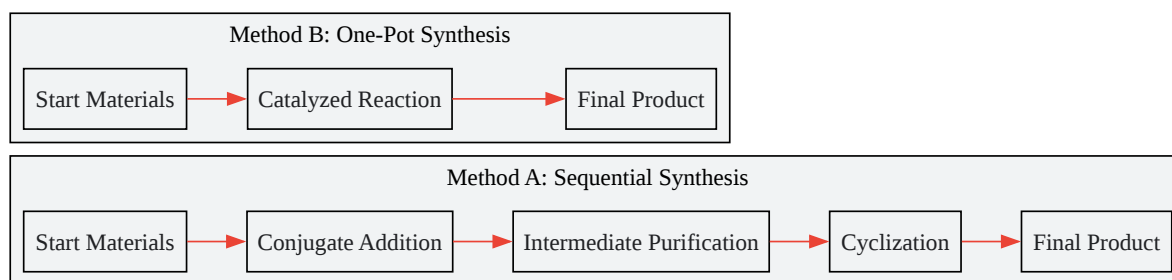 Method B: One-Pot Synthesis
Start Materials
Catalyzed Reaction
Final Product
Method A: Sequential Synthesis
Start Materials
Conjugate Addition
Intermediate Purification
Cyclization
Final Product